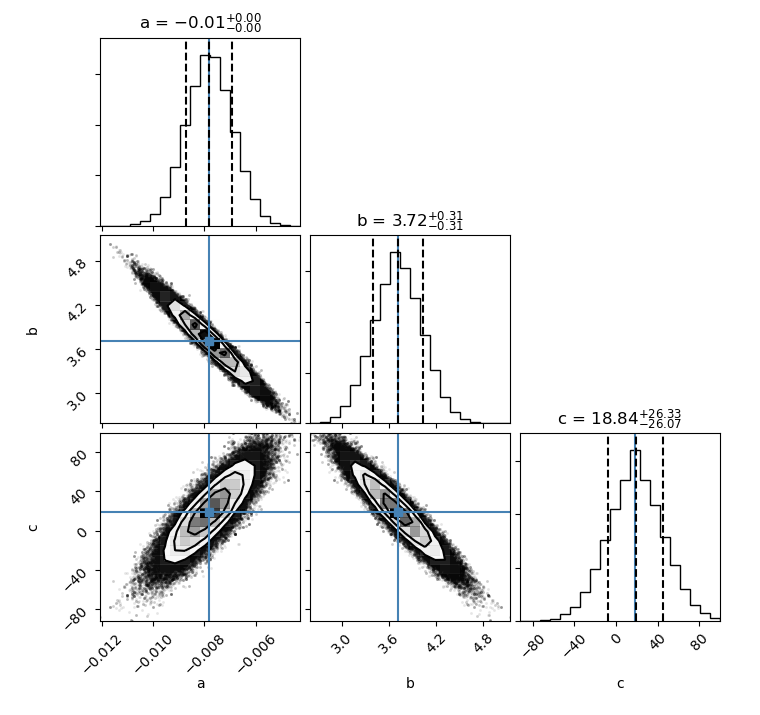 a = −0.01+0.00−0.00
b = 3.72+0.31−0.31
4.8
4.2
3.6
3.0
b
c = 18.84+26.33−26.07
80
40
0
−40
−80
c
−0.012 −0.010 −0.008 −0.006
3.0 3.6 4.2 4.8
−80 −40 0 40 80
a b c